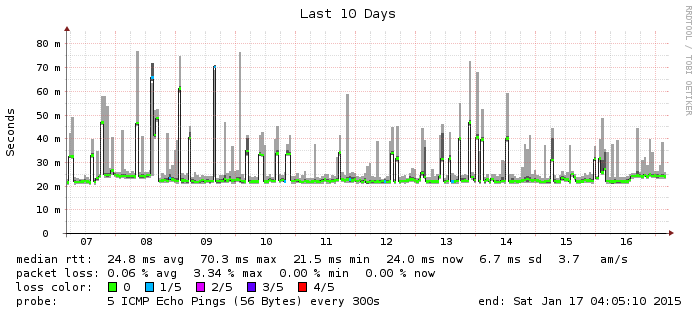 Last 10 Days
RRDTOOL / TOBI OETIKER
Seconds
80 m
70 m
60 m
50 m
40 m
30 m
20 m
10 m
0
07 08 09 10 11 12 13 14 15 16
median rtt: 24.8 ms avg 70.3 ms max 21.5 ms min 24.0 ms now 6.7 ms sd 3.7 am/s
packet loss: 0.06 % avg 3.34 % max 0.00 % min 0.00 % now
loss color: 0 1/5 2/5 3/5 4/5
probe: 5 ICMP Echo Pings (56 Bytes) every 300s end: Sat Jan 17 04:05:10 2015